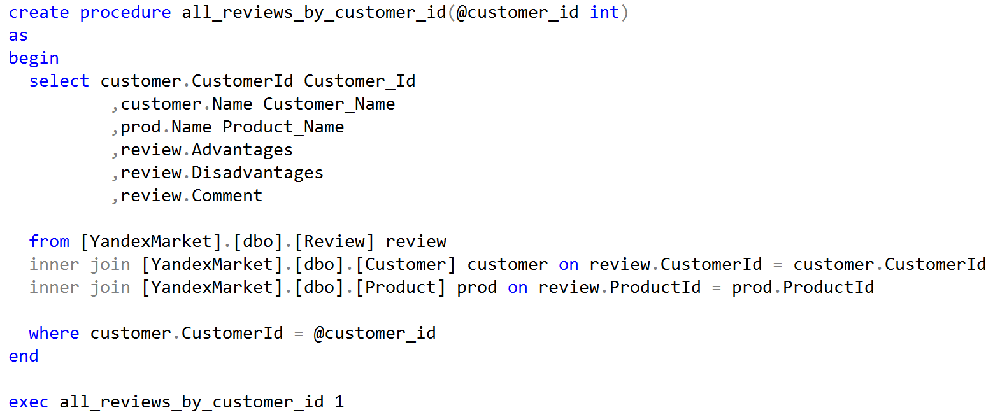 create procedure all_reviews_by_customer_id(@customer_id int)
as
begin
select customer.CustomerId Customer_Id
,customer.Name Customer_Name
,prod.Name Product_Name
,review.Advantages
,review.Disadvantages
,review.Comment
from [YandexMarket].[dbo].[Review] review
inner join [YandexMarket].[dbo].[Customer] customer on review.CustomerId = customer.CustomerId
inner join [YandexMarket].[dbo].[Product] prod on review.ProductId = prod.ProductId
where customer.CustomerId = @customer_id
end
exec all_reviews_by_customer_id 1